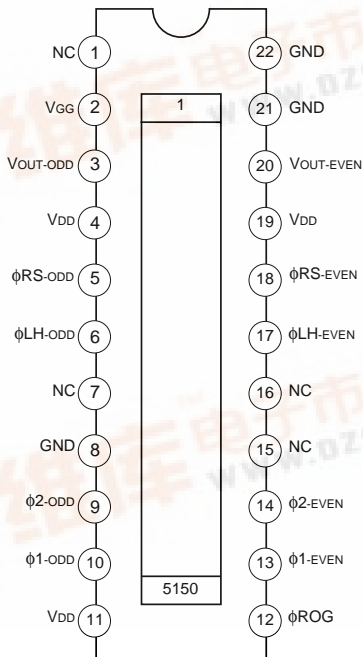 NC 1 22 GND
VGG 2 1 21 GND
VOUT-ODD 3 20 VOUT-EVEN
VDD 4 19 VDD
ϕRS-ODD 5 18 ϕRS-EVEN
ϕLH-ODD 6 17 ϕLH-EVEN
NC 7 16 NC
GND 8 15 NC
ϕ2-ODD 9 14 ϕ2-EVEN
ϕ1-ODD 10 13 ϕ1-EVEN
5150
VDD 11 12 ϕROG